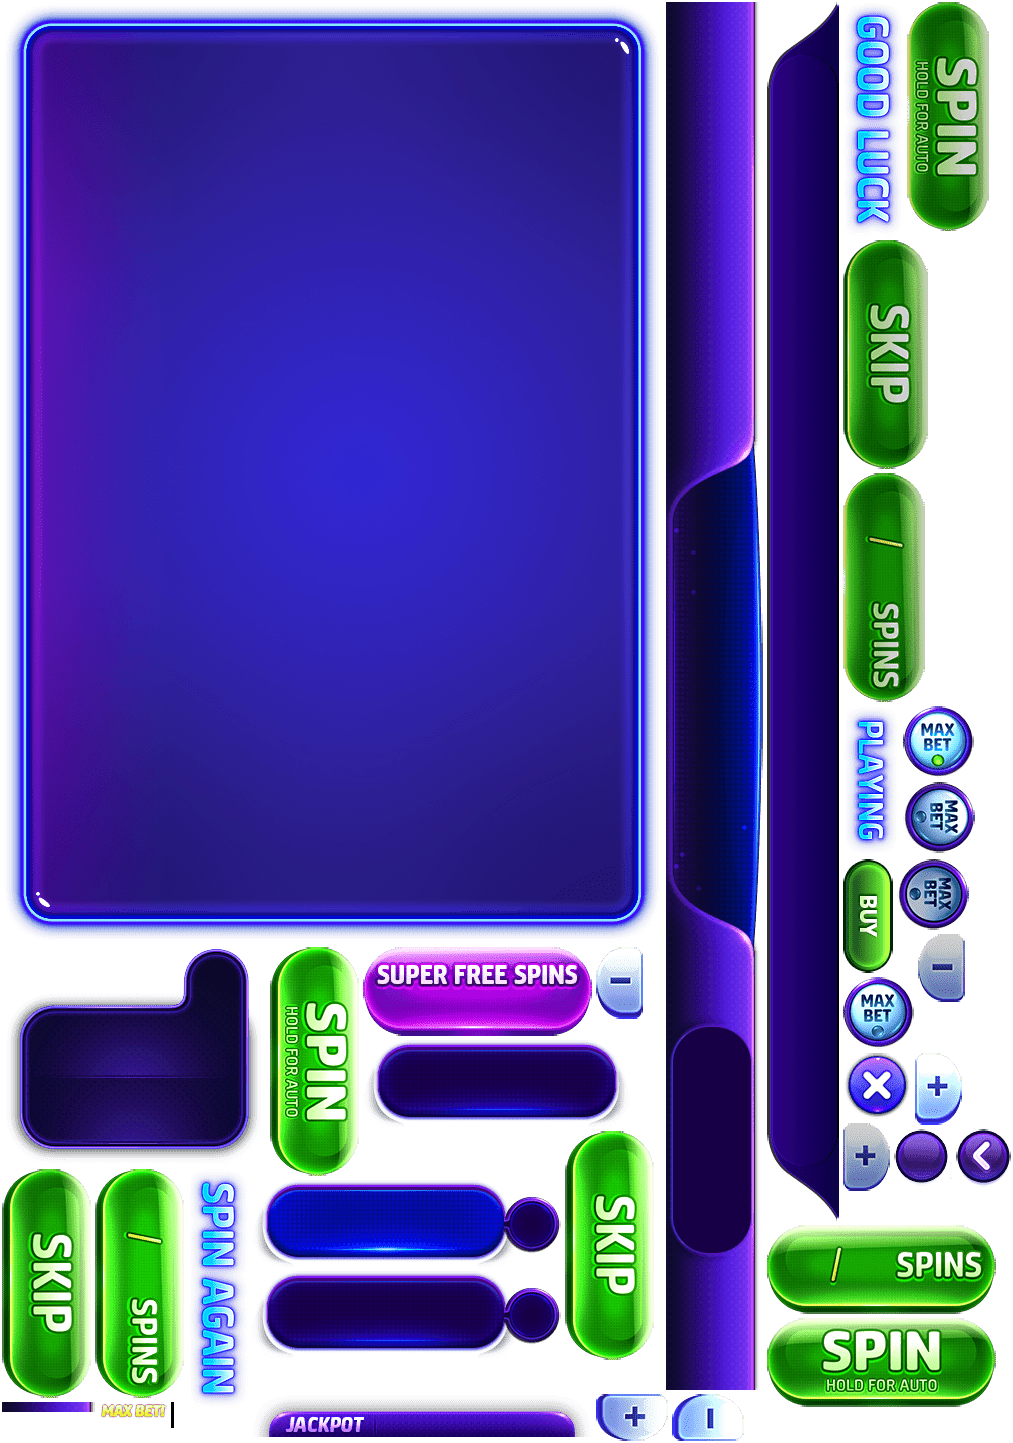 GOOD LUCK
SPIN
HOLD FOR AUTO
SKIP
/ SPINS
PLAYING
MAX
BET
MAX
BET
MAX
BET
BUY
−
MAX
BET
×
+
+
<
SPIN
HOLD FOR AUTO
SUPER FREE SPINS
−
SKIP
SKIP
/ SPINS
SPIN AGAIN
/ SPINS
SPIN
HOLD FOR AUTO
MAX BET!
JACKPOT
+
−